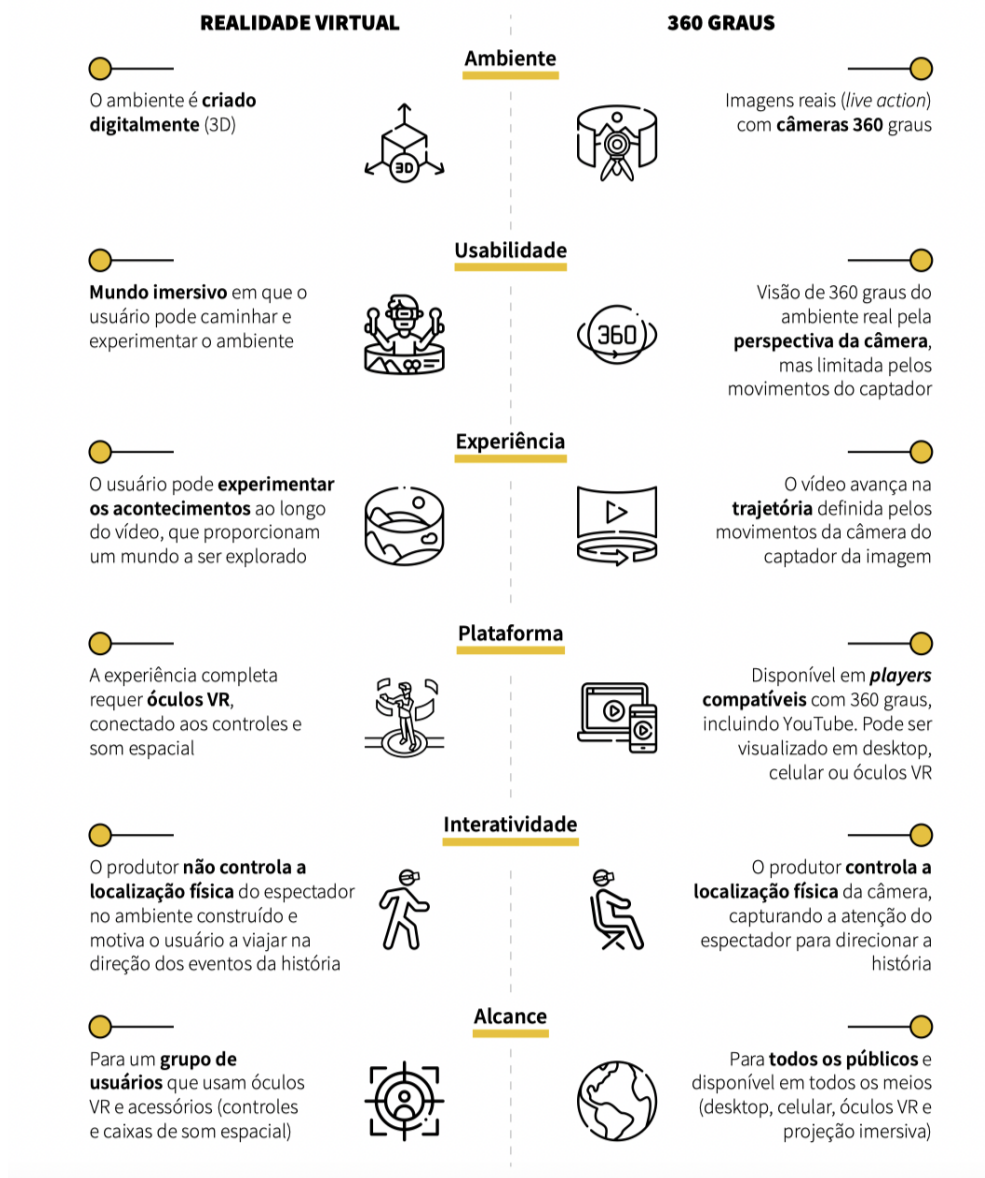 REALIDADE VIRTUAL
360 GRAUS
Ambiente
O ambiente é criado
digitalmente (3D)
3D
Imagens reais (live action)
com câmeras 360 graus
Usabilidade
Mundo imersivo em que o
usuário pode caminhar e
experimentar o ambiente
360
Visão de 360 graus do
ambiente real pela
perspectiva da câmera,
mas limitada pelos
movimentos do captador
Experiência
O usuário pode experimentar
os acontecimentos ao longo
do vídeo, que proporcionam
um mundo a ser explorado
O vídeo avança na
trajetória definida pelos
movimentos da câmera do
captador da imagem
Plataforma
A experiência completa
requer óculos VR,
conectado aos controles e
som espacial
Disponível em players
compatíveis com 360 graus,
incluindo YouTube. Pode ser
visualizado em desktop,
celular ou óculos VR
Interatividade
O produtor não controla a
localização física do espectador
no ambiente construído e
motiva o usuário a viajar na
direção dos eventos da história
O produtor controla a
localização física da câmera,
capturando a atenção do
espectador para direcionar a
história
Alcance
Para um grupo de
usuários que usam óculos
VR e acessórios (controles
e caixas de som espacial)
Para todos os públicos e
disponível em todos os meios
(desktop, celular, óculos VR e
projeção imersiva)